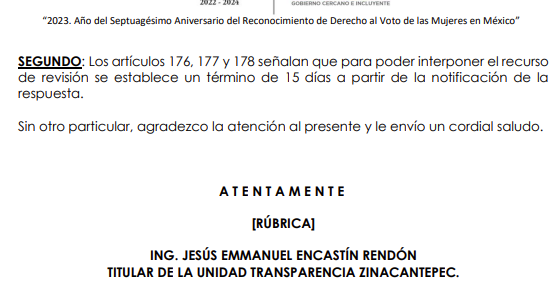 2022 - 2024
GOBIERNO CERCANO E INCLUYENTE
“2023. Año del Septuagésimo Aniversario del Reconocimiento de Derecho al Voto de las Mujeres en México”
SEGUNDO: Los artículos 176, 177 y 178 señalan que para poder interponer el recurso
de revisión se establece un término de 15 días a partir de la notificación de la
respuesta.
Sin otro particular, agradezco la atención al presente y le envío un cordial saludo.
A T E N T A M E N T E
[RÚBRICA]
ING. JESÚS EMMANUEL ENCASTÍN RENDÓN
TITULAR DE LA UNIDAD TRANSPARENCIA ZINACANTEPEC.